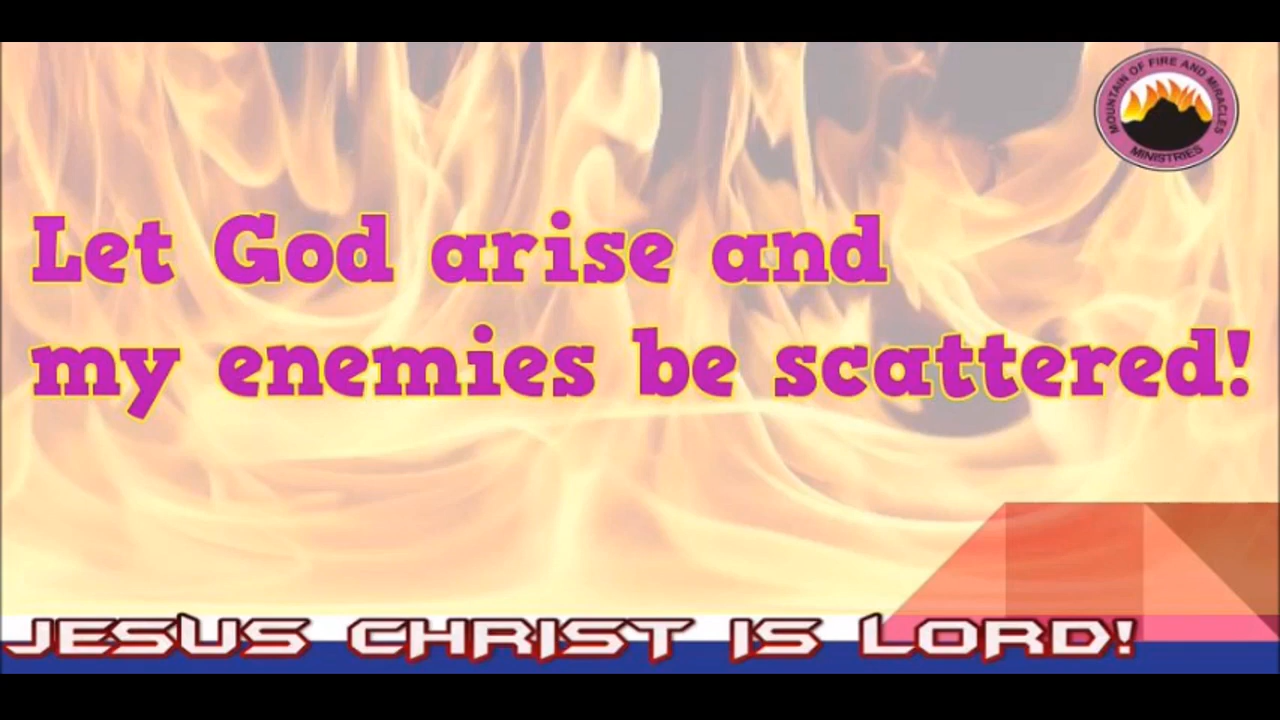 MOUNTAIN OF FIRE AND MIRACLES
MINISTRIES
Let God arise and
my enemies be scattered!
JESUS CHRIST IS LORD!